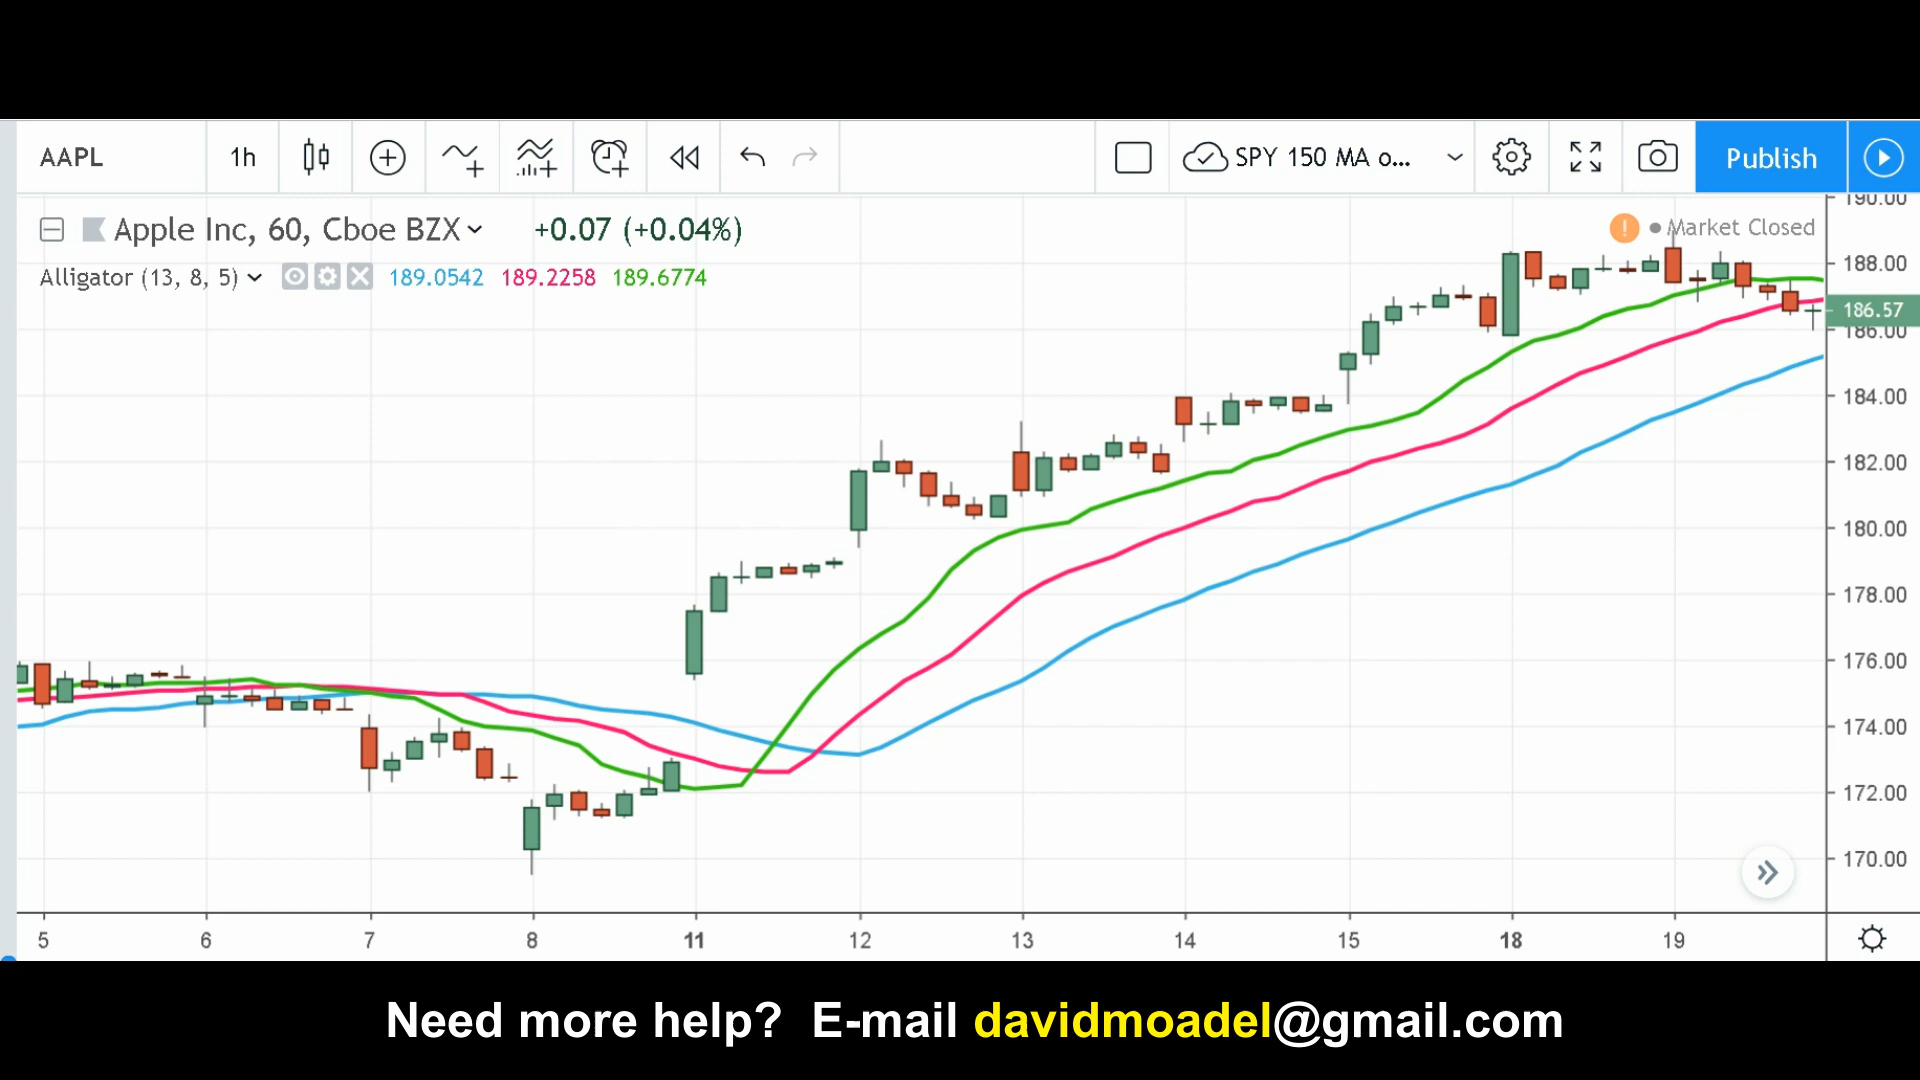 AAPL 1h SPY 150 MA o... Publish
Apple Inc, 60, Cboe BZX +0.07 (+0.04%) ! Market Closed
Alligator (13, 8, 5) 189.0542 189.2258 189.6774
190.00
188.00
186.57
186.00
184.00
182.00
180.00
178.00
176.00
174.00
172.00
170.00
5 6 7 8 11 12 13 14 15 18 19
Need more help? E-mail davidmoadel@gmail.com